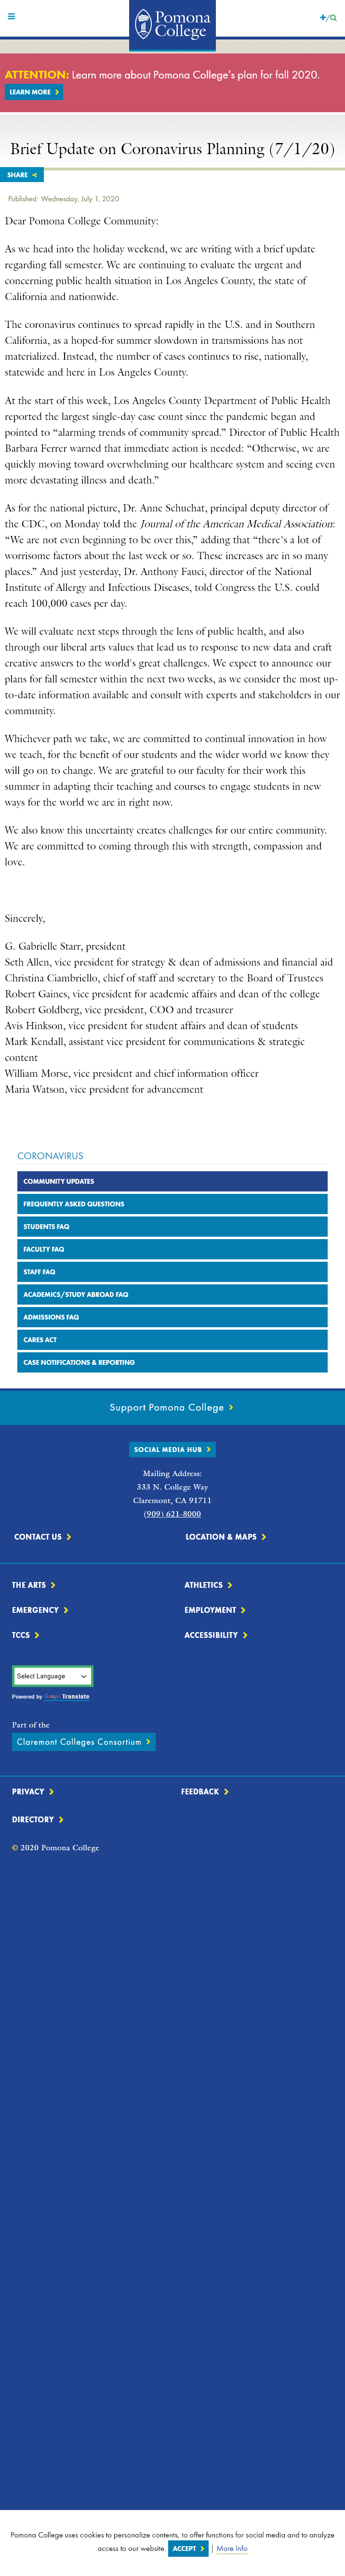 Pomona
College
ATTENTION: Learn more about Pomona College's plan for fall 2020.
LEARN MORE
Brief Update on Coronavirus Planning (7/1/20)
SHARE
Published: Wednesday, July 1, 2020
Dear Pomona College Community:
As we head into the holiday weekend, we are writing with a brief update
regarding fall semester. We are continuing to evaluate the urgent and
concerning public health situation in Los Angeles County, the state of
California and nationwide.
The coronavirus continues to spread rapidly in the U.S. and in Southern
California, as a hoped-for summer slowdown in transmissions has not
materialized. Instead, the number of cases continues to rise, nationally,
statewide and here in Los Angeles County.
At the start of this week, Los Angeles County Department of Public Health
reported the largest single-day case count since the pandemic began and
pointed to “alarming trends of community spread.” Director of Public Health
Barbara Ferrer warned that immediate action is needed: “Otherwise, we are
quickly moving toward overwhelming our healthcare system and seeing even
more devastating illness and death.”
As for the national picture, Dr. Anne Schuchat, principal deputy director of
the CDC, on Monday told the Journal of the American Medical Association:
“We are not even beginning to be over this,” adding that “there’s a lot of
worrisome factors about the last week or so. These increases are in so many
places.” And just yesterday, Dr. Anthony Fauci, director of the National
Institute of Allergy and Infectious Diseases, told Congress the U.S. could
reach 100,000 cases per day.
We will evaluate next steps through the lens of public health, and also
through our liberal arts values that lead us to response to new data and craft
creative answers to the world's great challenges. We expect to announce our
plans for fall semester within the next two weeks, as we consider the most up-
to-date information available and consult with experts and stakeholders in our
community.
Whichever path we take, we are committed to continual innovation in how
we teach, for the benefit of our students and the wider world we know they
will go on to change. We are grateful to our faculty for their work this
summer in adapting their teaching and courses to engage students in new
ways for the world we are in right now.
We also know this uncertainty creates challenges for our entire community.
We are committed to coming through this with strength, compassion and
love.
Sincerely,
G. Gabrielle Starr, president
Seth Allen, vice president for strategy & dean of admissions and financial aid
Christina Ciambriello, chief of staff and secretary to the Board of Trustees
Robert Gaines, vice president for academic affairs and dean of the college
Robert Goldberg, vice president, COO and treasurer
Avis Hinkson, vice president for student affairs and dean of students
Mark Kendall, assistant vice president for communications & strategic
content
William Morse, vice president and chief information officer
Maria Watson, vice president for advancement
CORONAVIRUS
COMMUNITY UPDATES
FREQUENTLY ASKED QUESTIONS
STUDENTS FAQ
FACULTY FAQ
STAFF FAQ
ACADEMICS/STUDY ABROAD FAQ
ADMISSIONS FAQ
CARES ACT
CASE NOTIFICATIONS & REPORTING
Support Pomona College
SOCIAL MEDIA HUB
Mailing Address:
333 N. College Way
Claremont, CA 91711
(909) 621-8000
CONTACT US
LOCATION & MAPS
THE ARTS
ATHLETICS
EMERGENCY
EMPLOYMENT
TCCS
ACCESSIBILITY
Select Language
Powered by Google Translate
Part of the
Claremont Colleges Consortium
PRIVACY
FEEDBACK
DIRECTORY
© 2020 Pomona College
Pomona College uses cookies to personalize contents, to offer functions for social media and to analyze
access to our website. ACCEPT | More Info